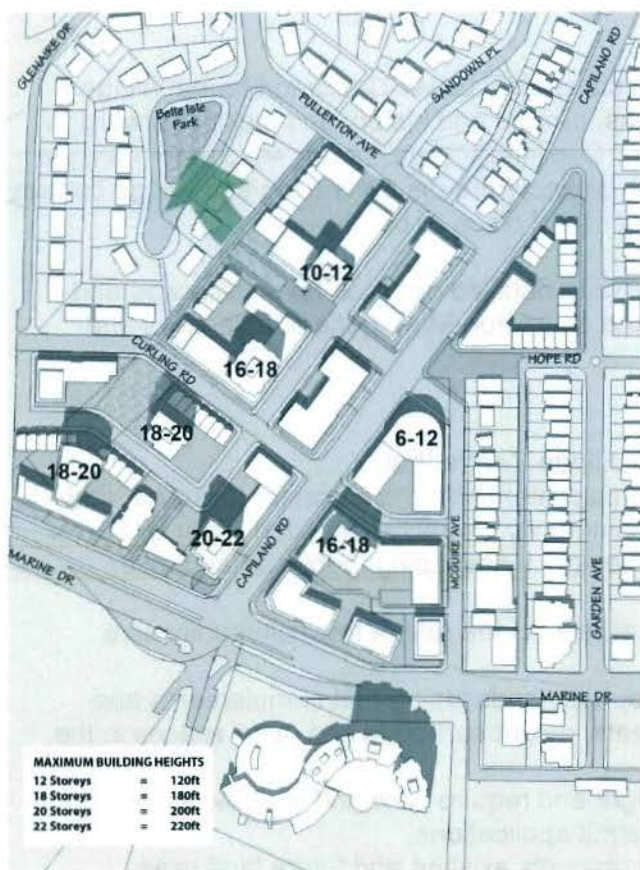 GLENAIRE DR
Belle Isle
Park
FULLERTON AVE
SANDOWN PL
CAPILANO RD
10-12
HOPE RD
CURLING RD
16-18
18-20
6-12
18-20
20-22
CAPILANO RD
16-18
MCGUIRE AVE
GARDEN AVE
MARINE DR.
MARINE DR.
MAXIMUM BUILDING HEIGHTS
12 Storeys = 120ft
18 Storeys = 180ft
20 Storeys = 200ft
22 Storeys = 220ft